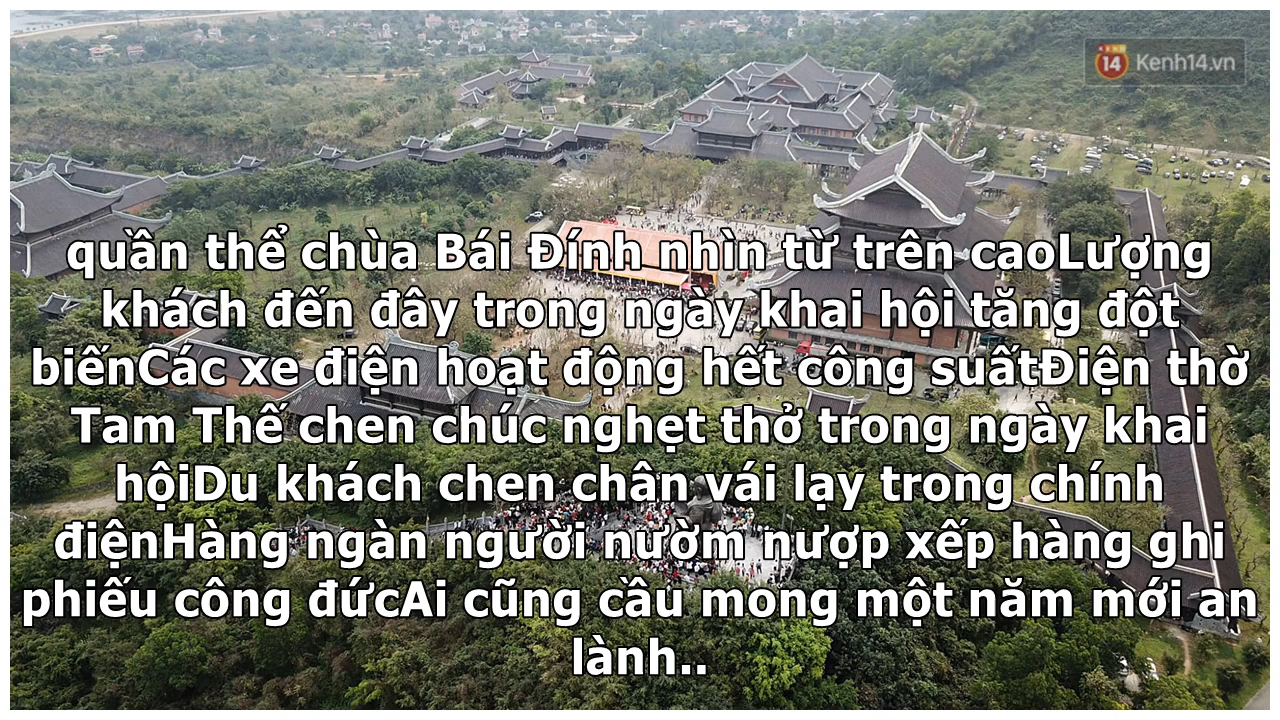 14 Kenh14.vn
quần thể chùa Bái Đính nhìn từ trên caoLượng
khách đến đây trong ngày khai hội tăng đột
biếnCác xe điện hoạt động hết công suấtĐiện thờ
Tam Thế chen chúc nghẹt thở trong ngày khai
hộiDu khách chen chân vái lạy trong chính
điệnHàng ngàn người nườm nượp xếp hàng ghi
phiếu công đứcAi cũng cầu mong một năm mới an
lành..